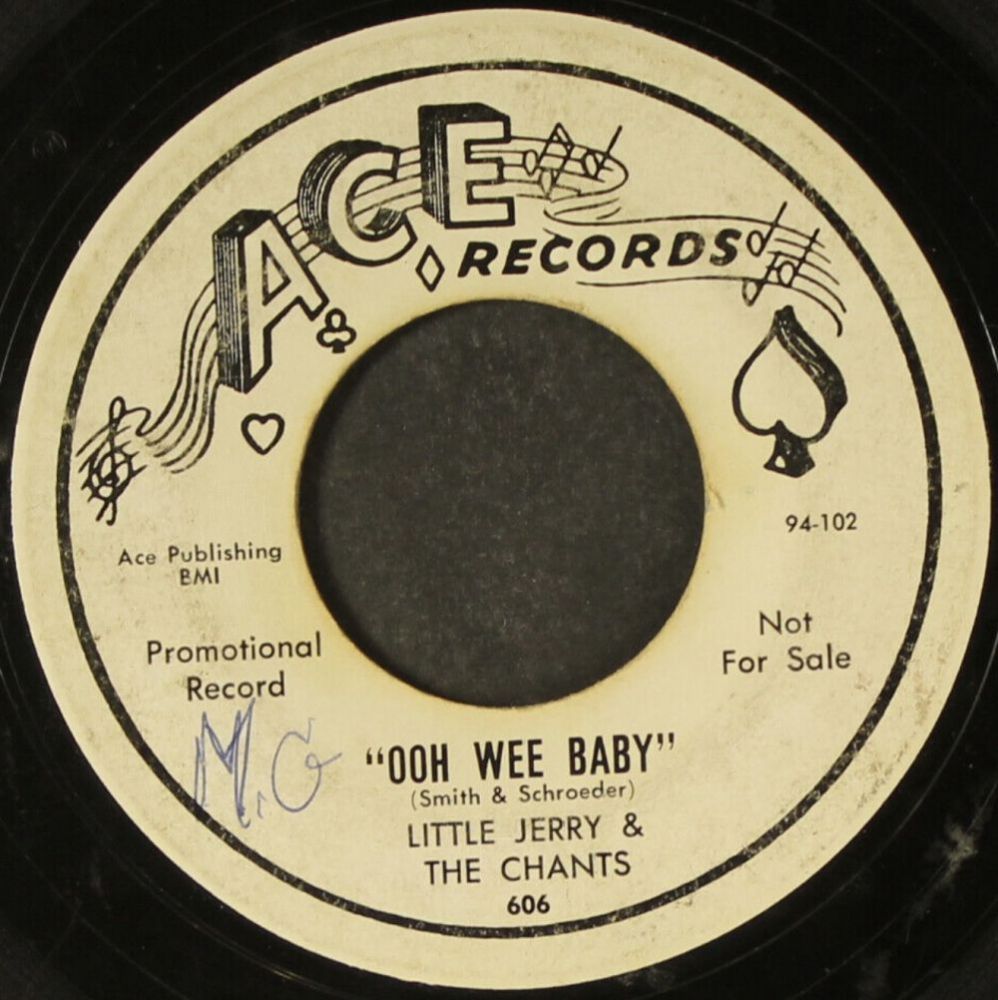 ACE
RECORDS
94-102
Ace Publishing
BMI
Not
For Sale
Promotional
Record
M.G
"OOH WEE BABY"
(Smith & Schroeder)
LITTLE JERRY &
THE CHANTS
606